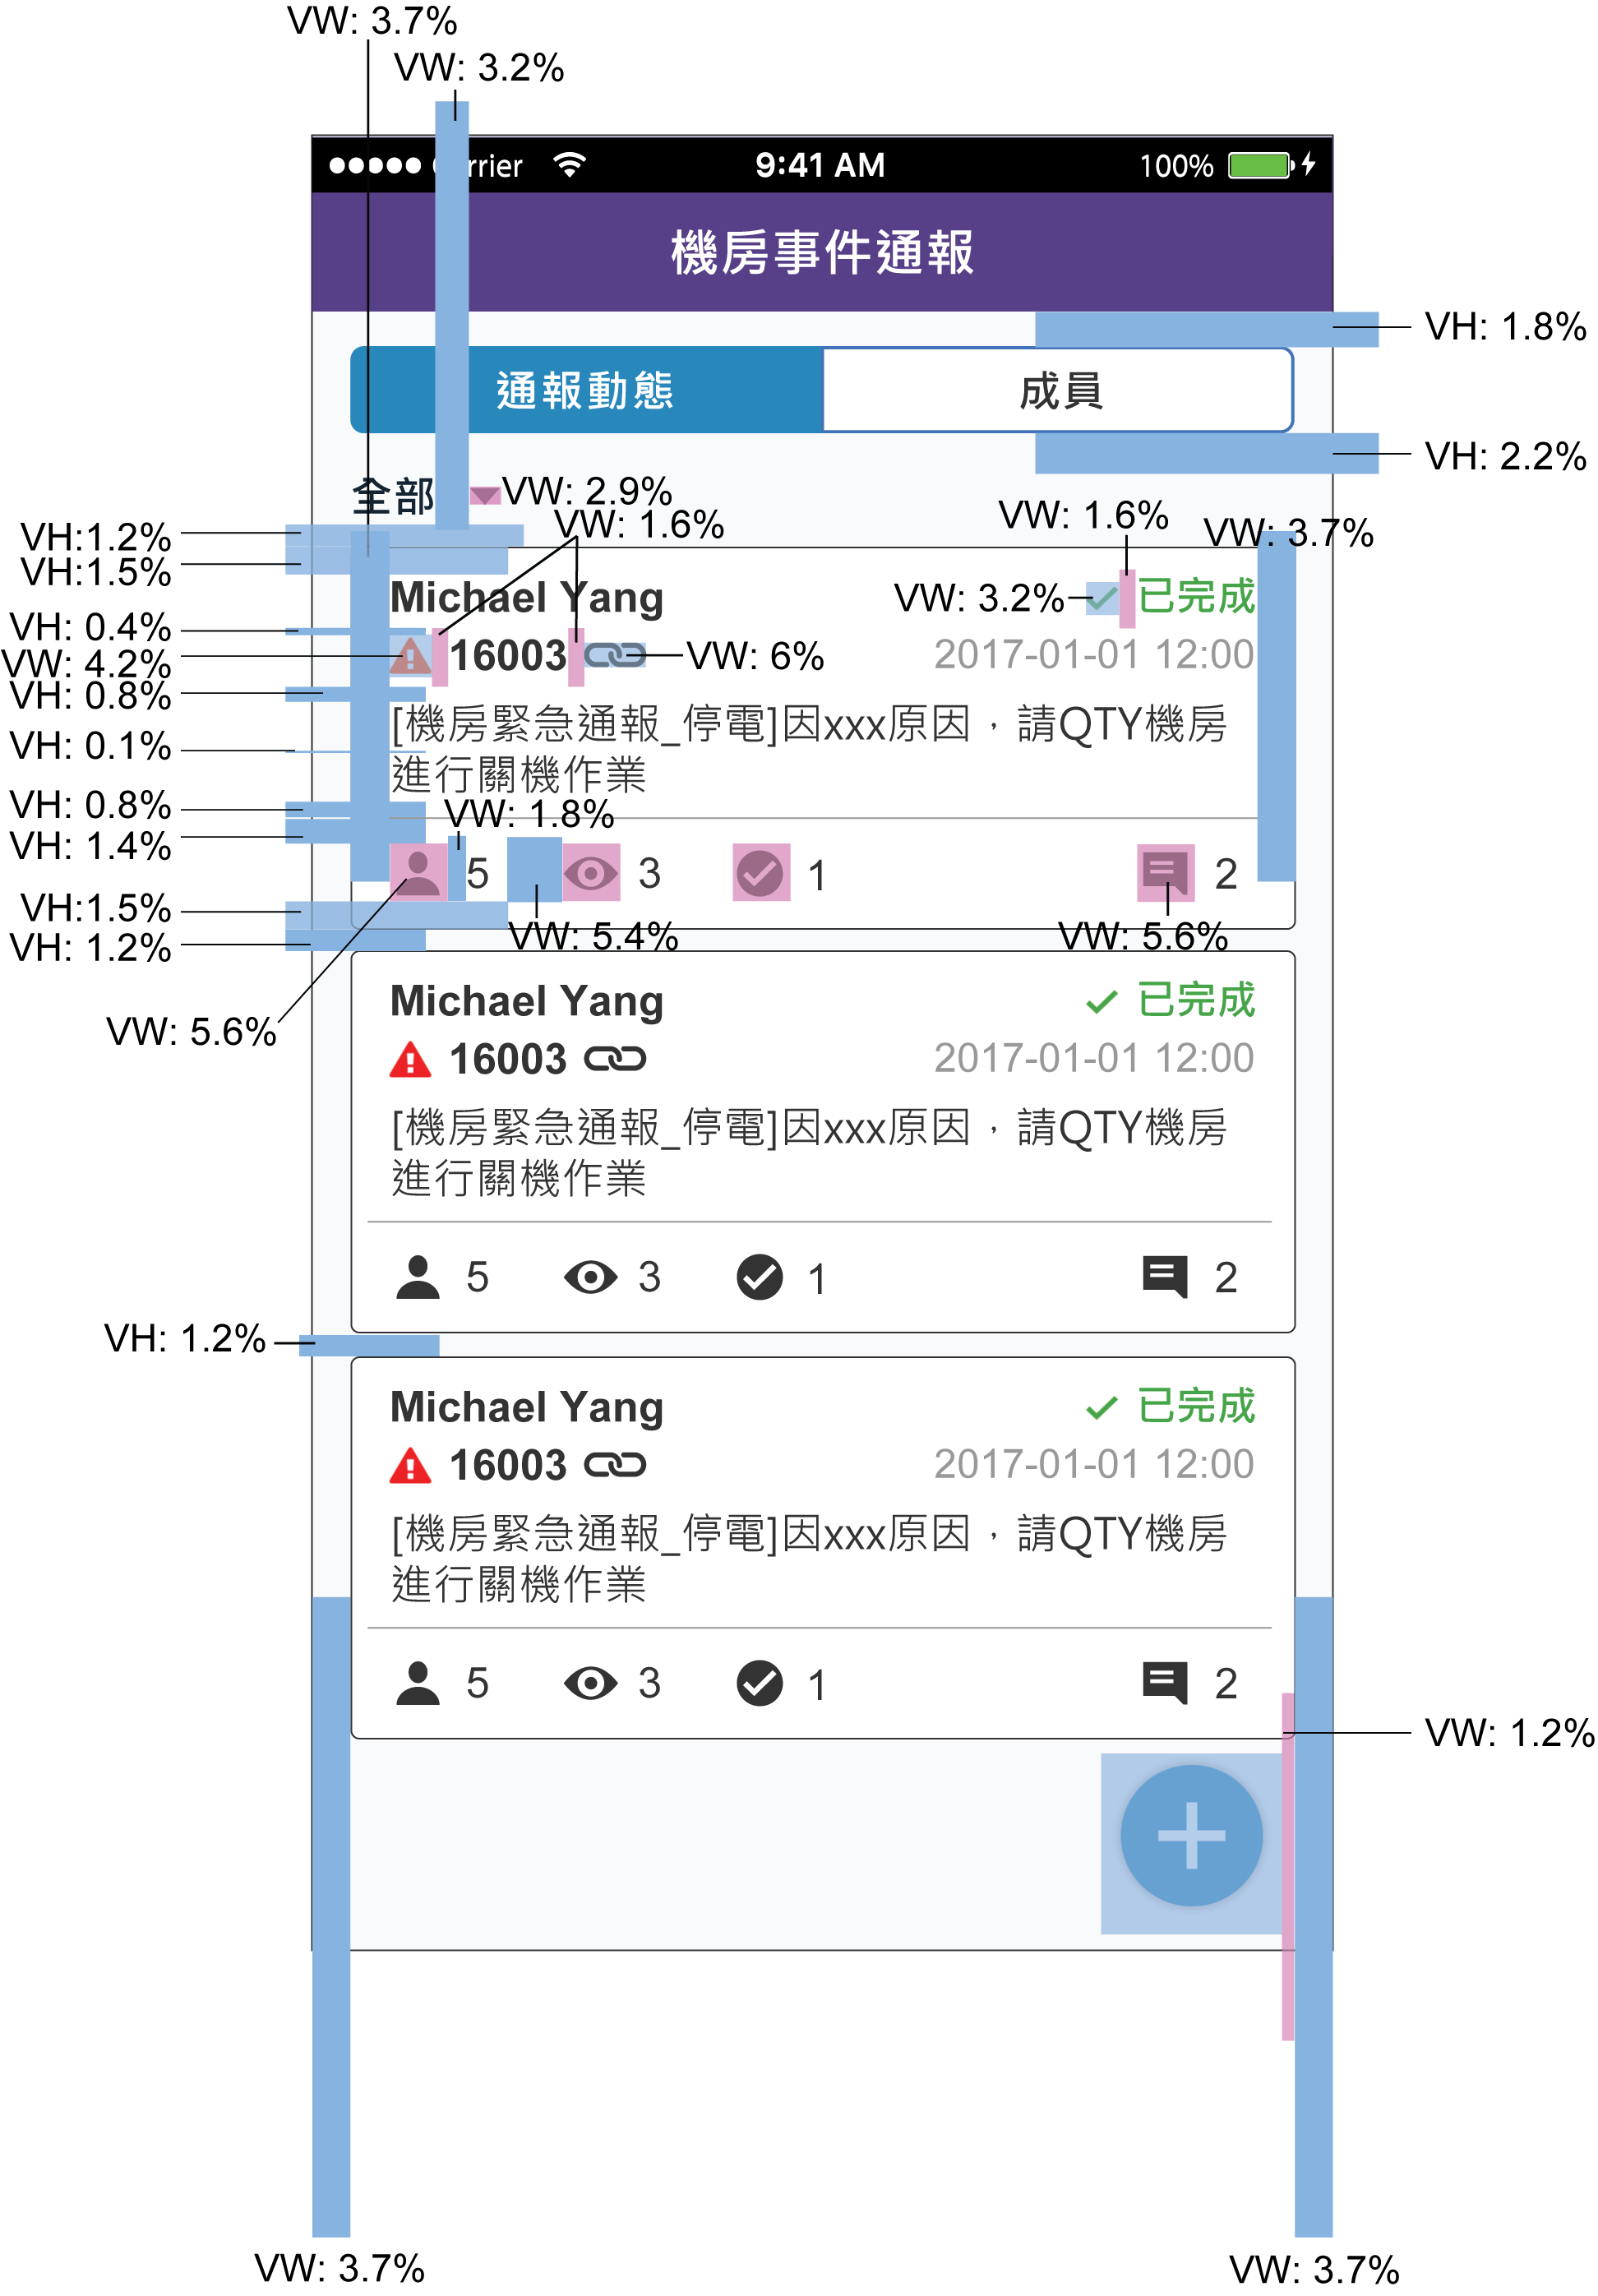 VW: 3.7%
VW: 3.2%
rrier 9:41 AM 100%
機房事件通報
VH: 1.8%
通報動態 成員
VH: 2.2%
全部 VW: 2.9%
VW: 1.6% VW: 1.6% VW: 3.7%
VH:1.2%
VH:1.5%
Michael Yang VW: 3.2% 已完成
VH: 0.4%
VW: 4.2% 16003 VW: 6% 2017-01-01 12:00
VH: 0.8%
[機房緊急通報_停電]因xxx原因，請QTY機房
VH: 0.1%
進行關機作業
VH: 0.8%
VW: 1.8%
VH: 1.4%
5 3 1 2
VH:1.5%
VH: 1.2% VW: 5.4% VW: 5.6%
Michael Yang 已完成
VW: 5.6%
16003 2017-01-01 12:00
[機房緊急通報_停電]因xxx原因，請QTY機房
進行關機作業
5 3 1 2
VH: 1.2%
Michael Yang 已完成
16003 2017-01-01 12:00
[機房緊急通報_停電]因xxx原因，請QTY機房
進行關機作業
5 3 1 2
VW: 1.2%
VW: 3.7% VW: 3.7%